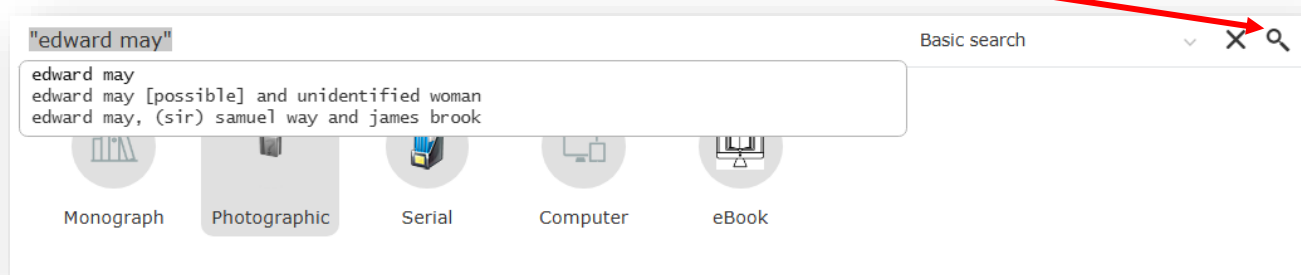 "edward may" Basic search
edward may
edward may [possible] and unidentified woman
edward may, (sir) samuel way and james brook
Monograph Photographic Serial Computer eBook